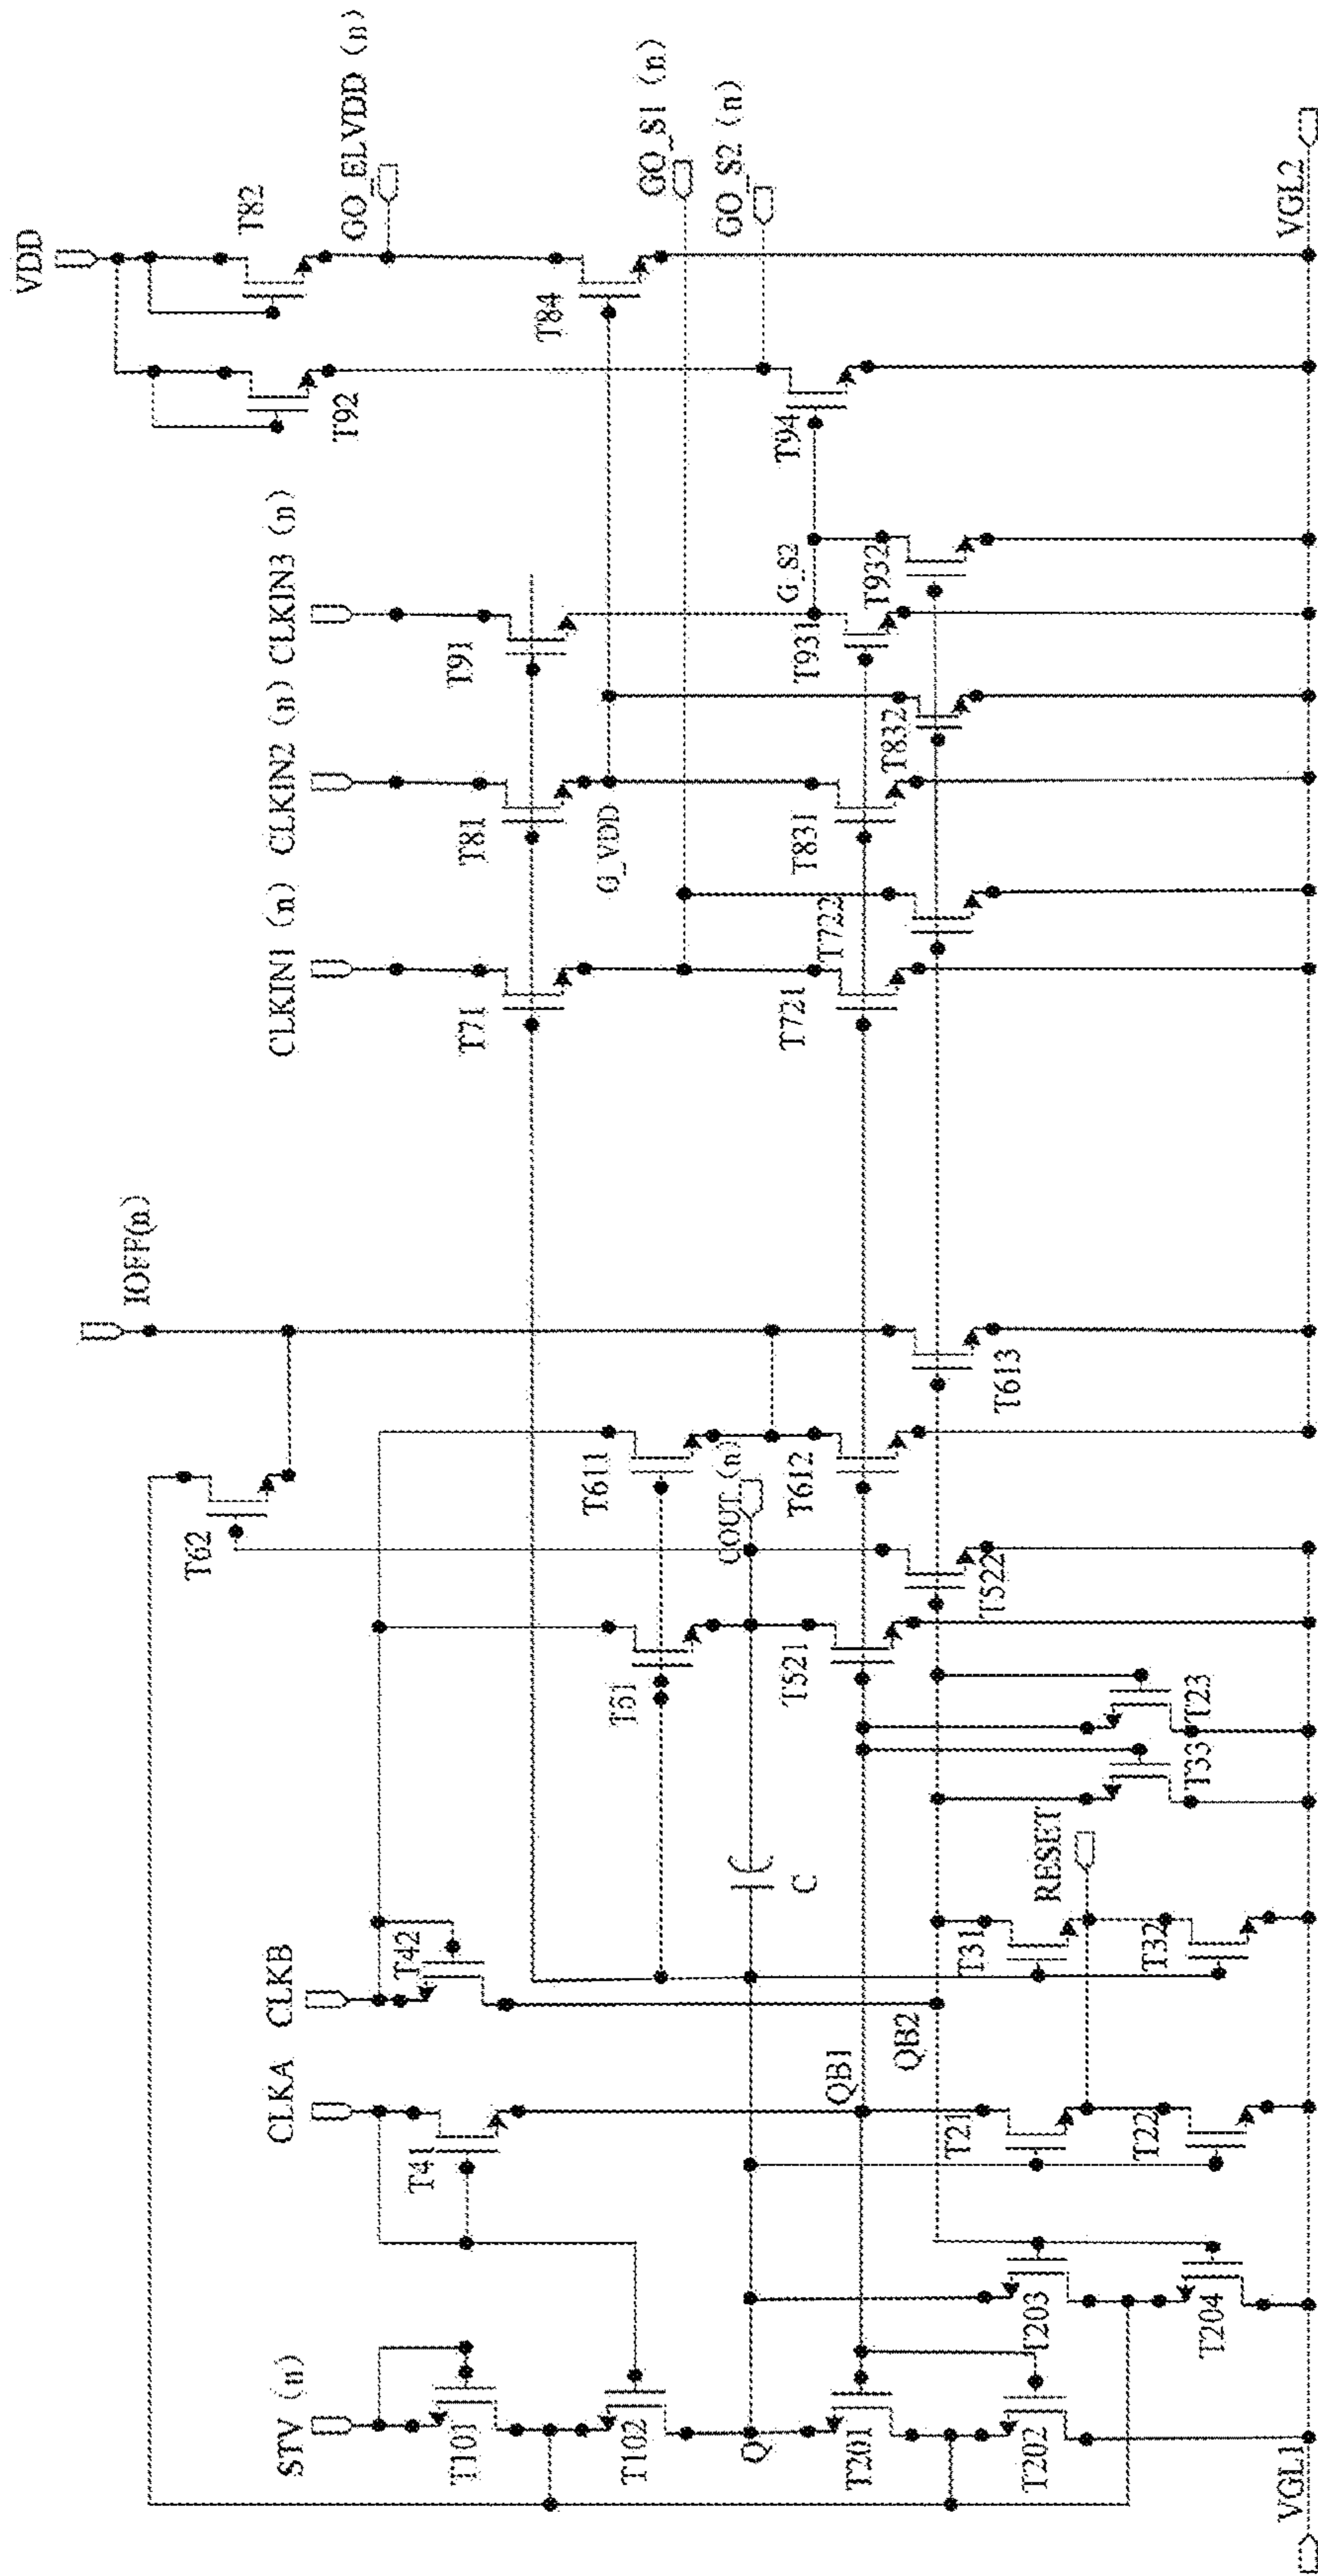 STV (n)
CLKA
CLKB
IOFF(n)
CLKIN1 (n)
CLKIN2 (n)
CLKIN3 (n)
VDD
T101
T102
T41
T42
T62
T71
T81
T91
T92
T82
GO_ELVDD (n)
Q
T201
T202
T203
T204
QB1
QB2
T21
T22
T31
T32
C
RESET
T33
T23
T521
T522
COUT (n)
T611
T612
T613
T721
T722
G_VDD
T831
T832
G_S2
T931
T932
T94
T84
GO_S1 (n)
GO_S2 (n)
VGL1
VGL2